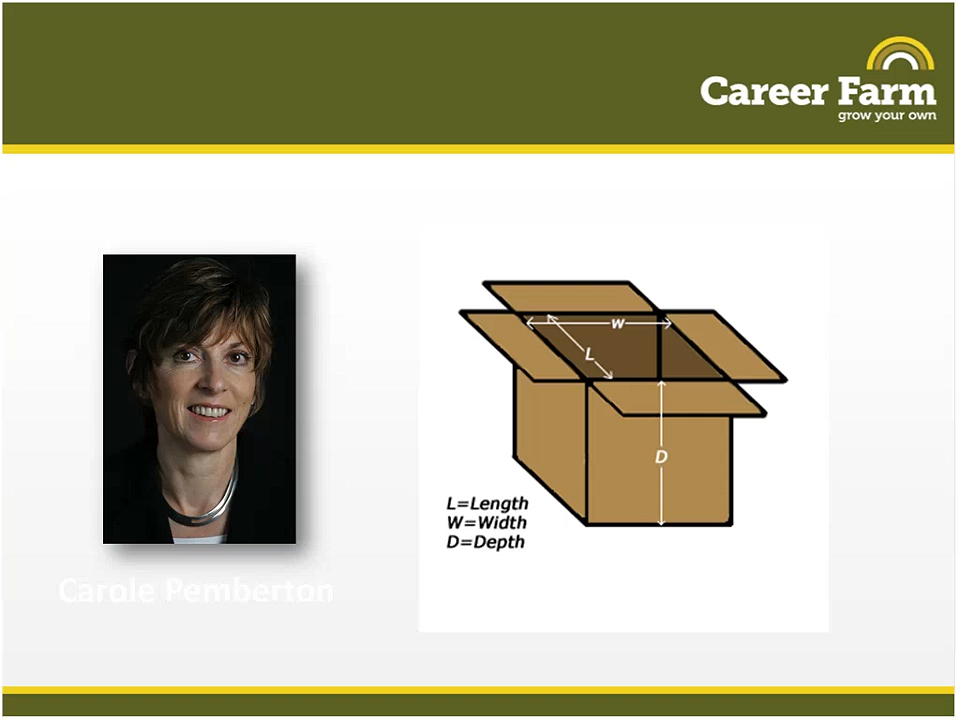 Career Farm
grow your own
W
L
D
L=Length
W=Width
D=Depth
Carole Pemberton